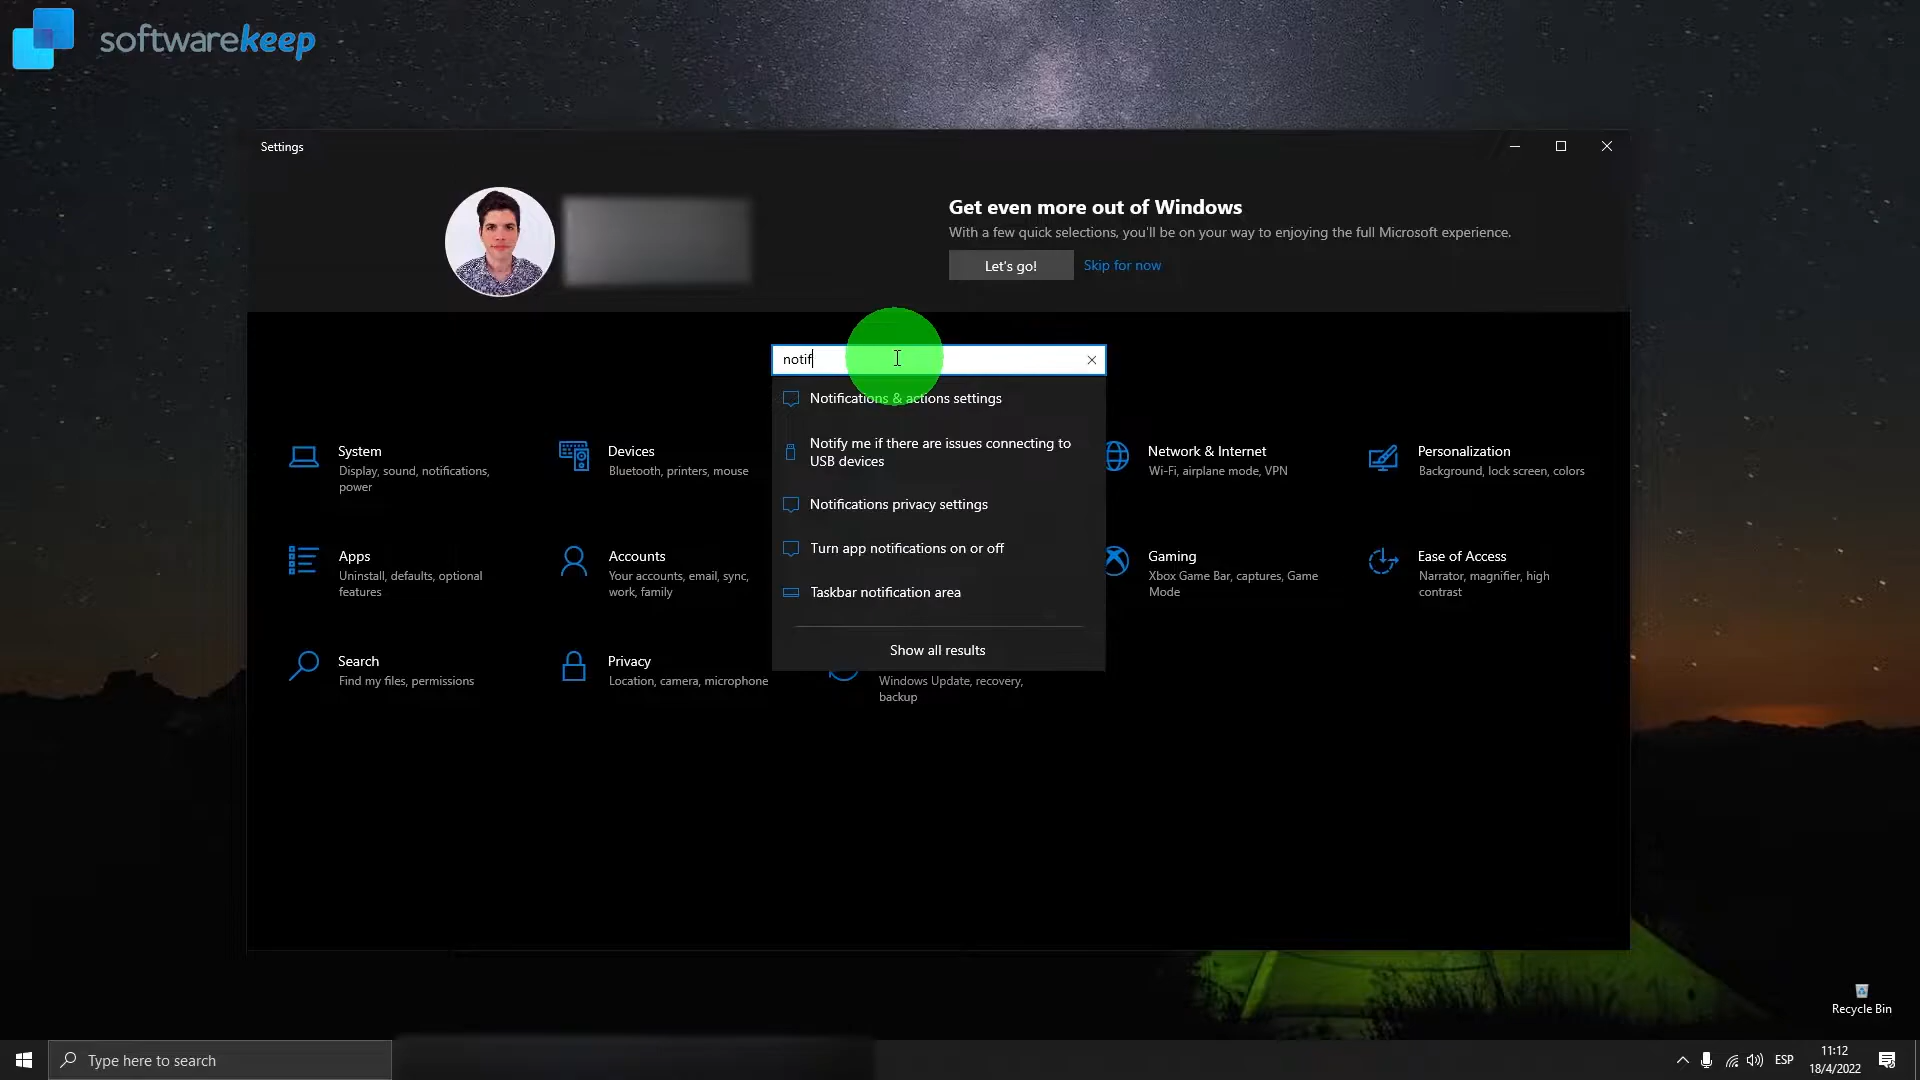 softwarekeep
Settings
Get even more out of Windows
With a few quick selections, you'll be on your way to enjoying the full Microsoft experience.
Let's go!
Skip for now
notif
Notifications & actions settings
Notify me if there are issues connecting to
USB devices
Notifications privacy settings
Turn app notifications on or off
Taskbar notification area
Show all results
System
Display, sound, notifications,
power
Devices
Bluetooth, printers, mouse
Network & Internet
Wi-Fi, airplane mode, VPN
Personalization
Background, lock screen, colors
Apps
Uninstall, defaults, optional
features
Accounts
Your accounts, email, sync,
work, family
Gaming
Xbox Game Bar, captures, Game
Mode
Ease of Access
Narrator, magnifier, high
contrast
Search
Find my files, permissions
Privacy
Location, camera, microphone
Windows Update, recovery,
backup
Recycle Bin
Type here to search
ESP
11:12
18/4/2022